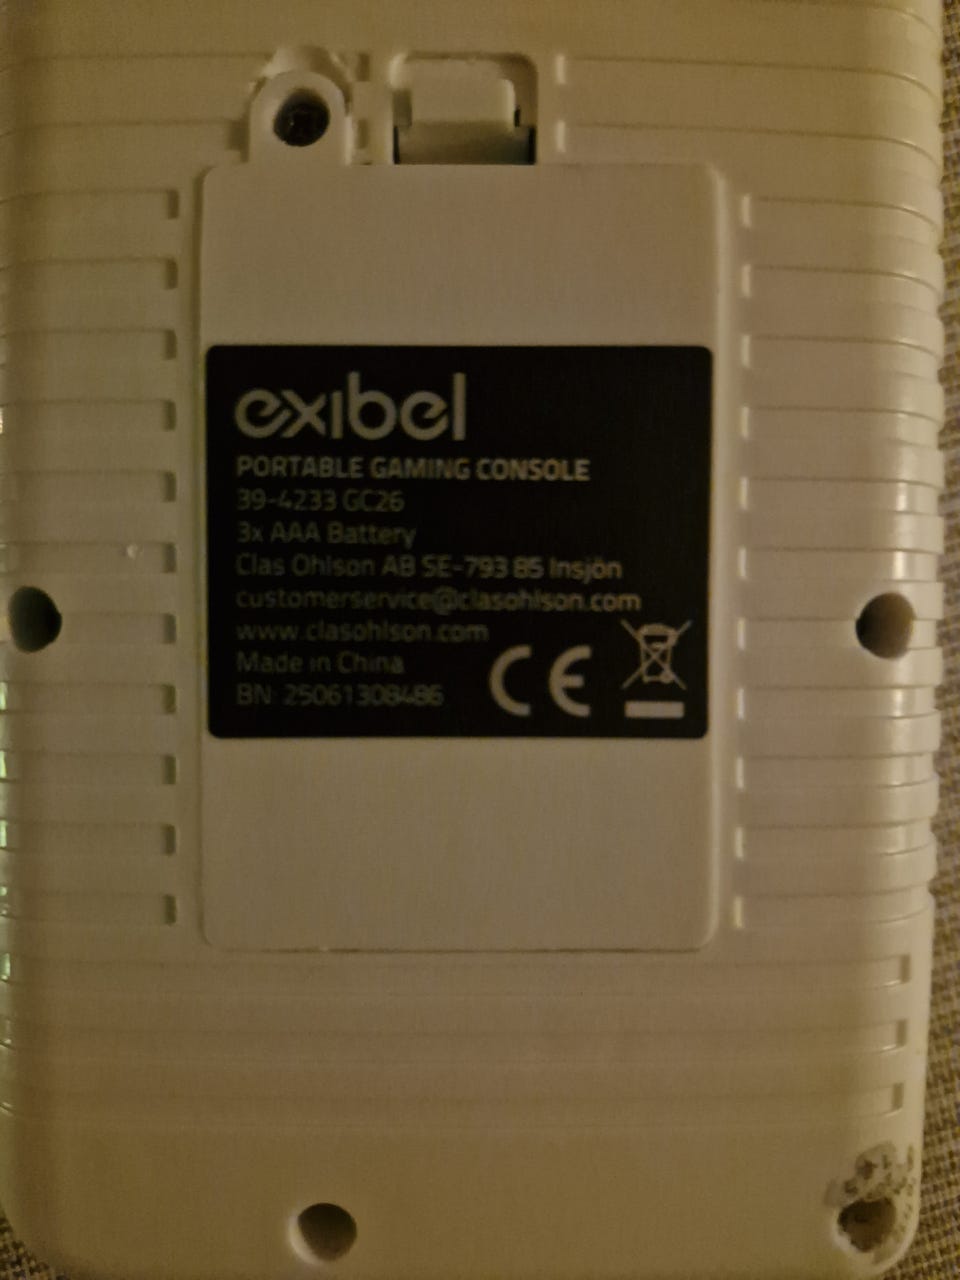 exibel
PORTABLE GAMING CONSOLE
39-4233 GC26
3x AAA Battery
Clas Ohlson AB SE-793 85 Insjön
customerservice@clasohlson.com
www.clasohlson.com
Made in China
BN: 25061308486
CE